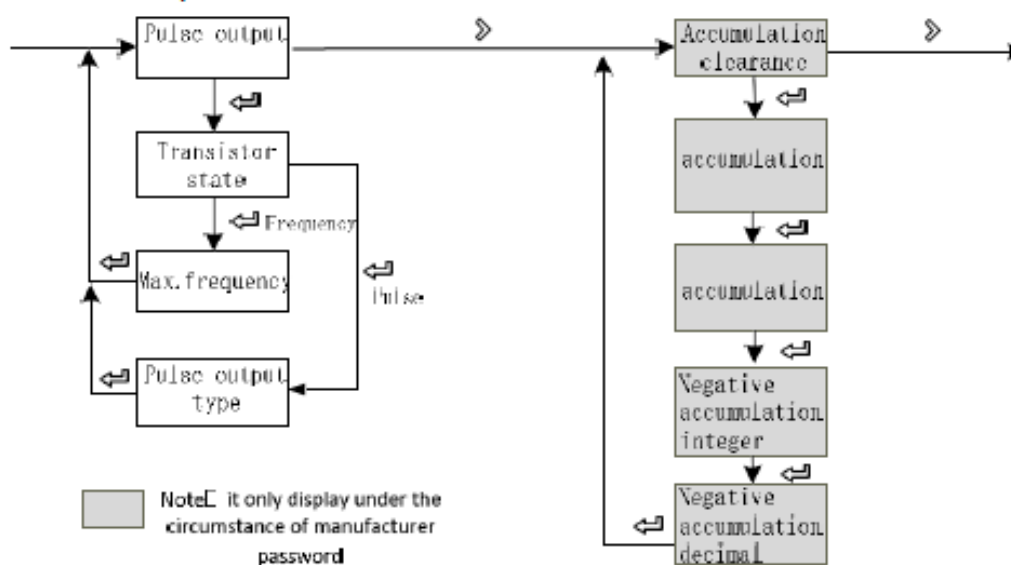 Pulse output
Accumulation
clearance
Transistor
state
Frequency
Max.frequency
Pulse
Pulse output
type
accumulation
accumulation
Negative
accumulation
integer
Negative
accumulation
decimal
NoteE it only display under the
circumstance of manufacturer
password